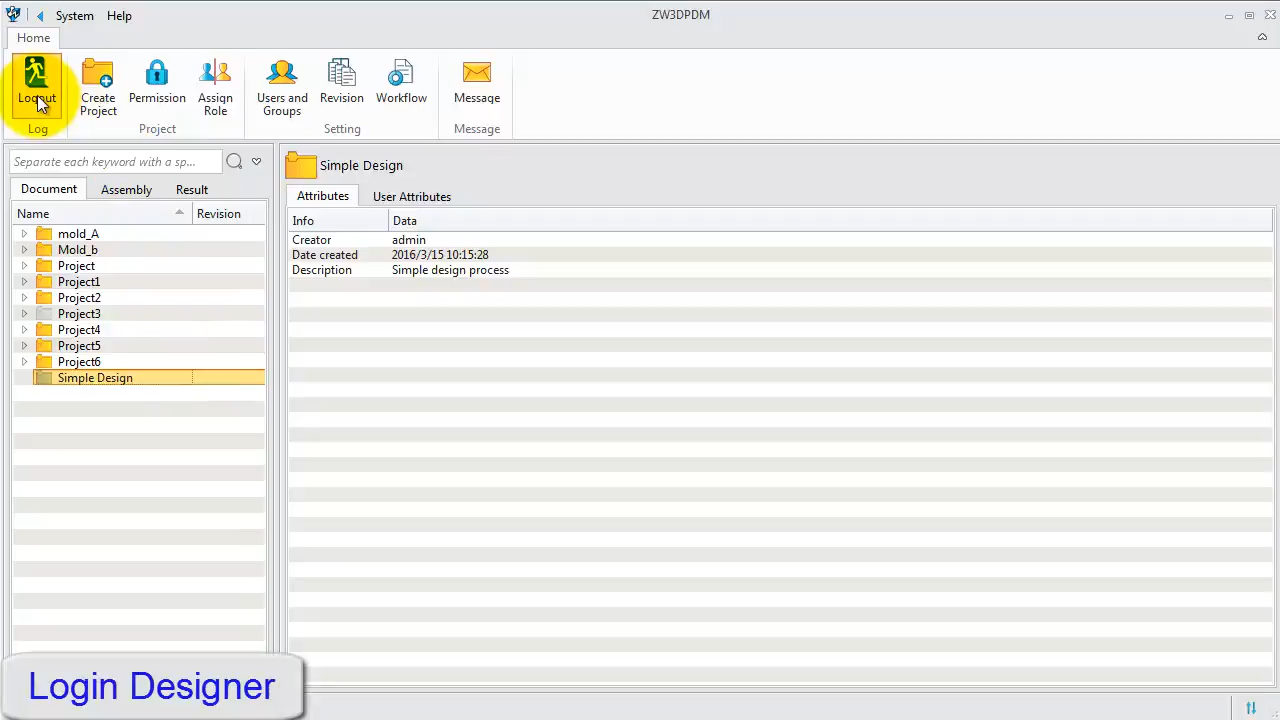 System Help ZW3DPDM
Home
Logout
Create Project
Permission
Assign Role
Users and Groups
Revision
Workflow
Message
Log Project Setting Message
Separate each keyword with a sp...
Document Assembly Result
Name Revision
mold_A
Mold_b
Project
Project1
Project2
Project3
Project4
Project5
Project6
Simple Design
Simple Design
Attributes User Attributes
Info Data
Creator admin
Date created 2016/3/15 10:15:28
Description Simple design process
Login Designer